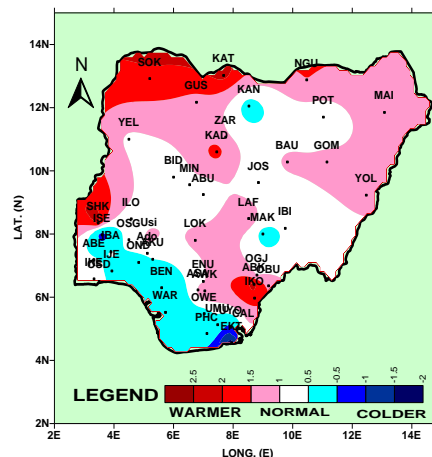 14N
12N
10N
8N
6N
4N
2N
LAT. (N)
N
SOK
KAT
NGU
GUS
KAN
MAI
POT
ZAR
YEL
KAD
BID
MIN
BAU
GOM
JOS
ABU
YOL
SHK
ISE
ILO
LAF
IBI
OSG
Usi
LOK
MAK
IBA
Ado
ABE
AKU
OND
IJE
OGJ
ENU
BEN
ABK
OBU
ASA
AWK
IKO
WAR
OWE
UMU
UYO
CAL
PHC
EKT
LEGEND
2.5
2
1.5
1
0.5
-0.5
-1
-1.5
-2
WARMER
NORMAL
COLDER
2E
4E
6E
8E
10E
12E
14E
LONG. (E)